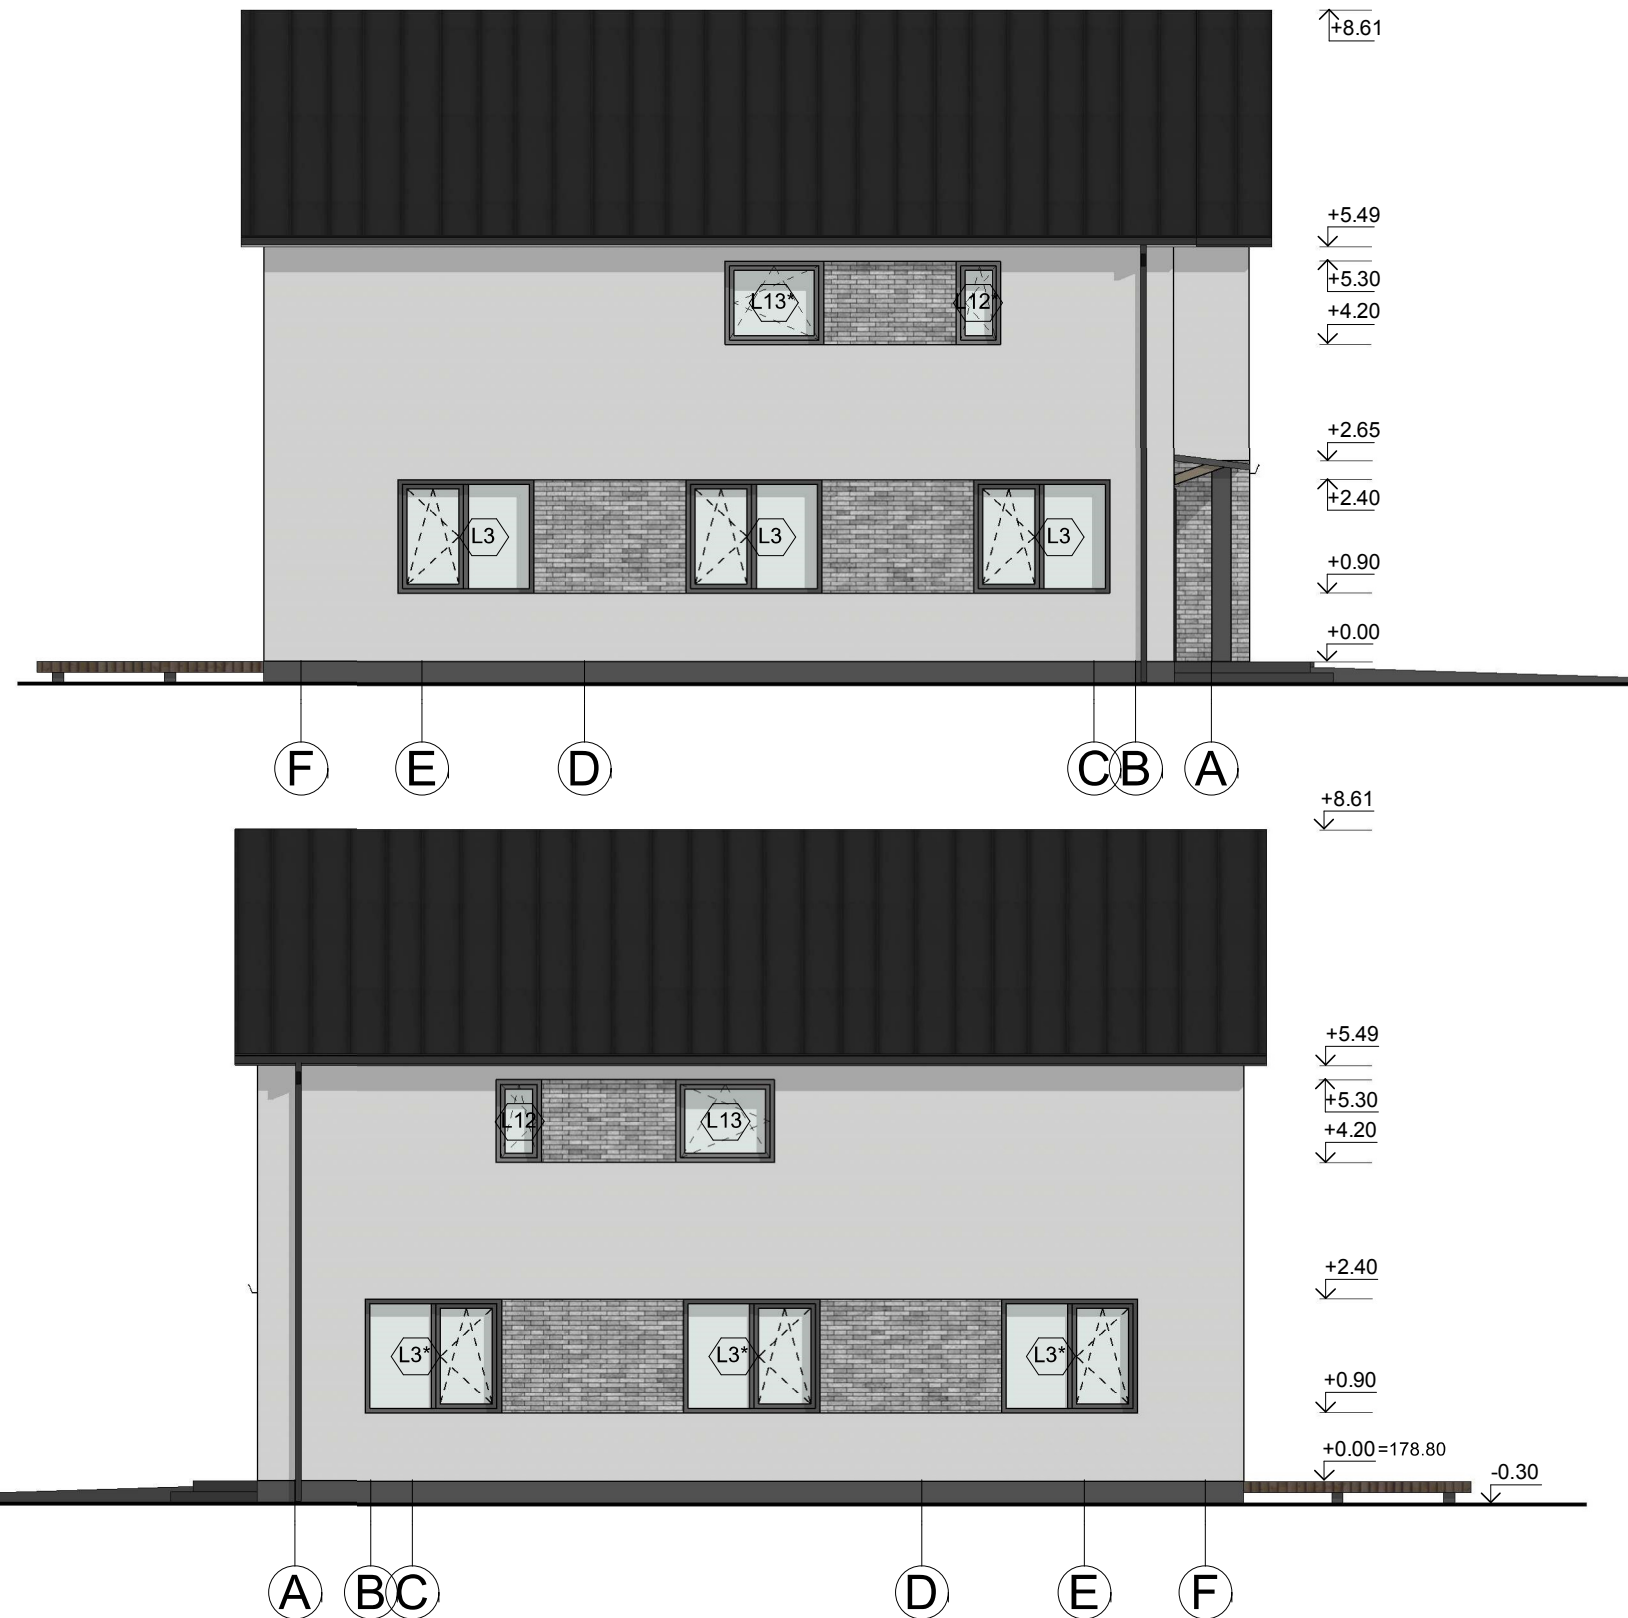 +8.61
+5.49
+5.30
L13* L12*
+4.20
+2.65
+2.40
L3 L3 L3
+0.90
+0.00
F E D C B A
+8.61
+5.49
+5.30
L12 L13
+4.20
+2.40
L3* L3* L3*
+0.90
+0.00=178.80
-0.30
A B C D E F